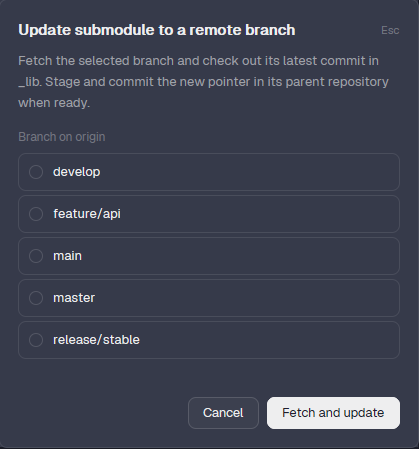 Update submodule to a remote branch
Esc
Fetch the selected branch and check out its latest commit in
_lib. Stage and commit the new pointer in its parent repository
when ready.
Branch on origin
develop
feature/api
main
master
release/stable
Cancel
Fetch and update